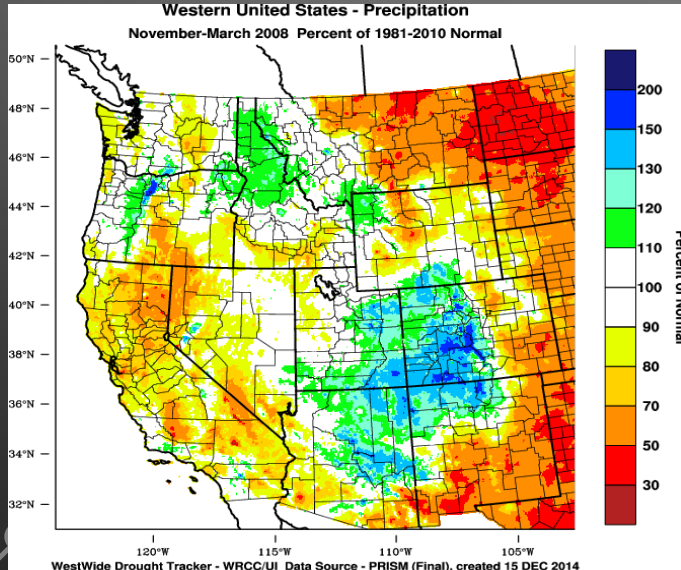 Western United States - Precipitation
November-March 2008 Percent of 1981-2010 Normal
50°N
48°N
46°N
44°N
42°N
40°N
38°N
36°N
34°N
32°N
120°W
115°W
110°W
105°W
200
150
130
120
110
100
90
80
70
50
30
Percent of Normal
WestWide Drought Tracker - WRCC/UI Data Source - PRISM (Final), created 15 DEC 2014